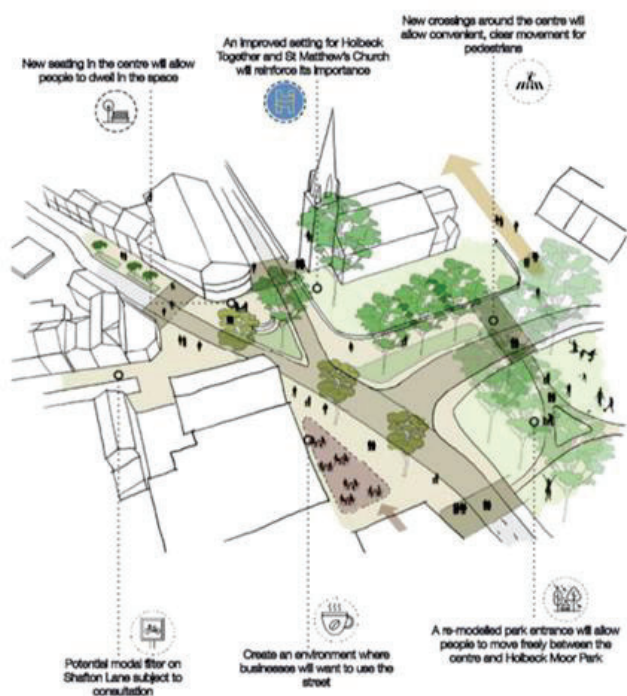 New crossings around the centre will
allow convenient, clear movement for
pedestrians
An improved setting for Holbeck
Together and St Matthew's Church
will reinforce its importance
New seating in the centre will allow
people to dwell in the space
Potential modal filter on
Shafton Lane subject to
consultation
Create an environment where
businesses will want to use the
street
A re-modelled park entrance will allow
people to move freely between the
centre and Holbeck Moor Park